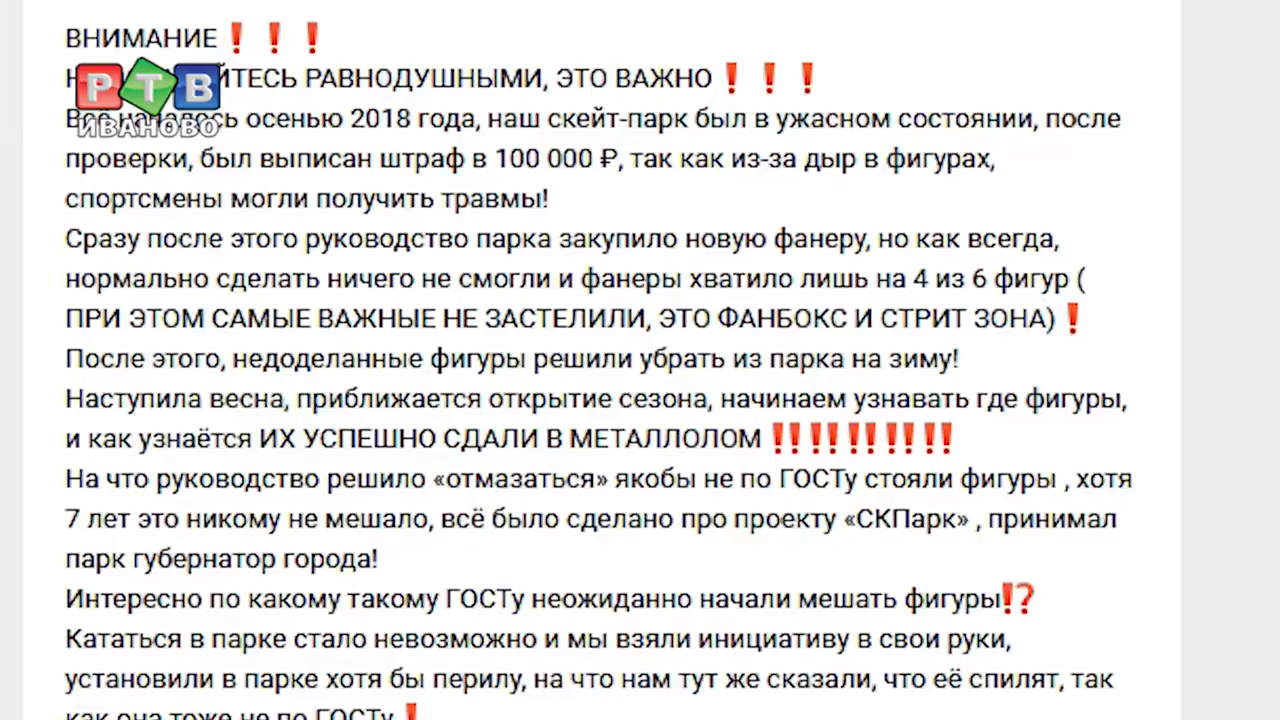 ВНИМАНИЕ❗❗❗
ЙТЕСЬ РАВНОДУШНЫМИ, ЭТО ВАЖНО❗❗❗
РТВ
ИВАНОВО
осенью 2018 года, наш скейт-парк был в ужасном состоянии, после
проверки, был выписан штраф в 100 000 ₽, так как из-за дыр в фигурах,
спортсмены могли получить травмы!
Сразу после этого руководство парка закупило новую фанеру, но как всегда,
нормально сделать ничего не смогли и фанеры хватило лишь на 4 из 6 фигур (
ПРИ ЭТОМ САМЫЕ ВАЖНЫЕ НЕ ЗАСТЕЛИЛИ, ЭТО ФАНБОКС И СТРИТ ЗОНА)❗
После этого, недоделанные фигуры решили убрать из парка на зиму!
Наступила весна, приближается открытие сезона, начинаем узнавать где фигуры,
и как узнаётся ИХ УСПЕШНО СДАЛИ В МЕТАЛЛОЛОМ‼‼‼‼‼
На что руководство решило «отмазаться» якобы не по ГОСТу стояли фигуры , хотя
7 лет это никому не мешало, всё было сделано про проекту «СКПарк» , принимал
парк губернатор города!
Интересно по какому такому ГОСТу неожиданно начали мешать фигуры⁉
Кататься в парке стало невозможно и мы взяли инициативу в свои руки,
установили в парке хотя бы перилу, на что нам тут же сказали, что её спилят, так
как она тоже не по ГОСТу❗